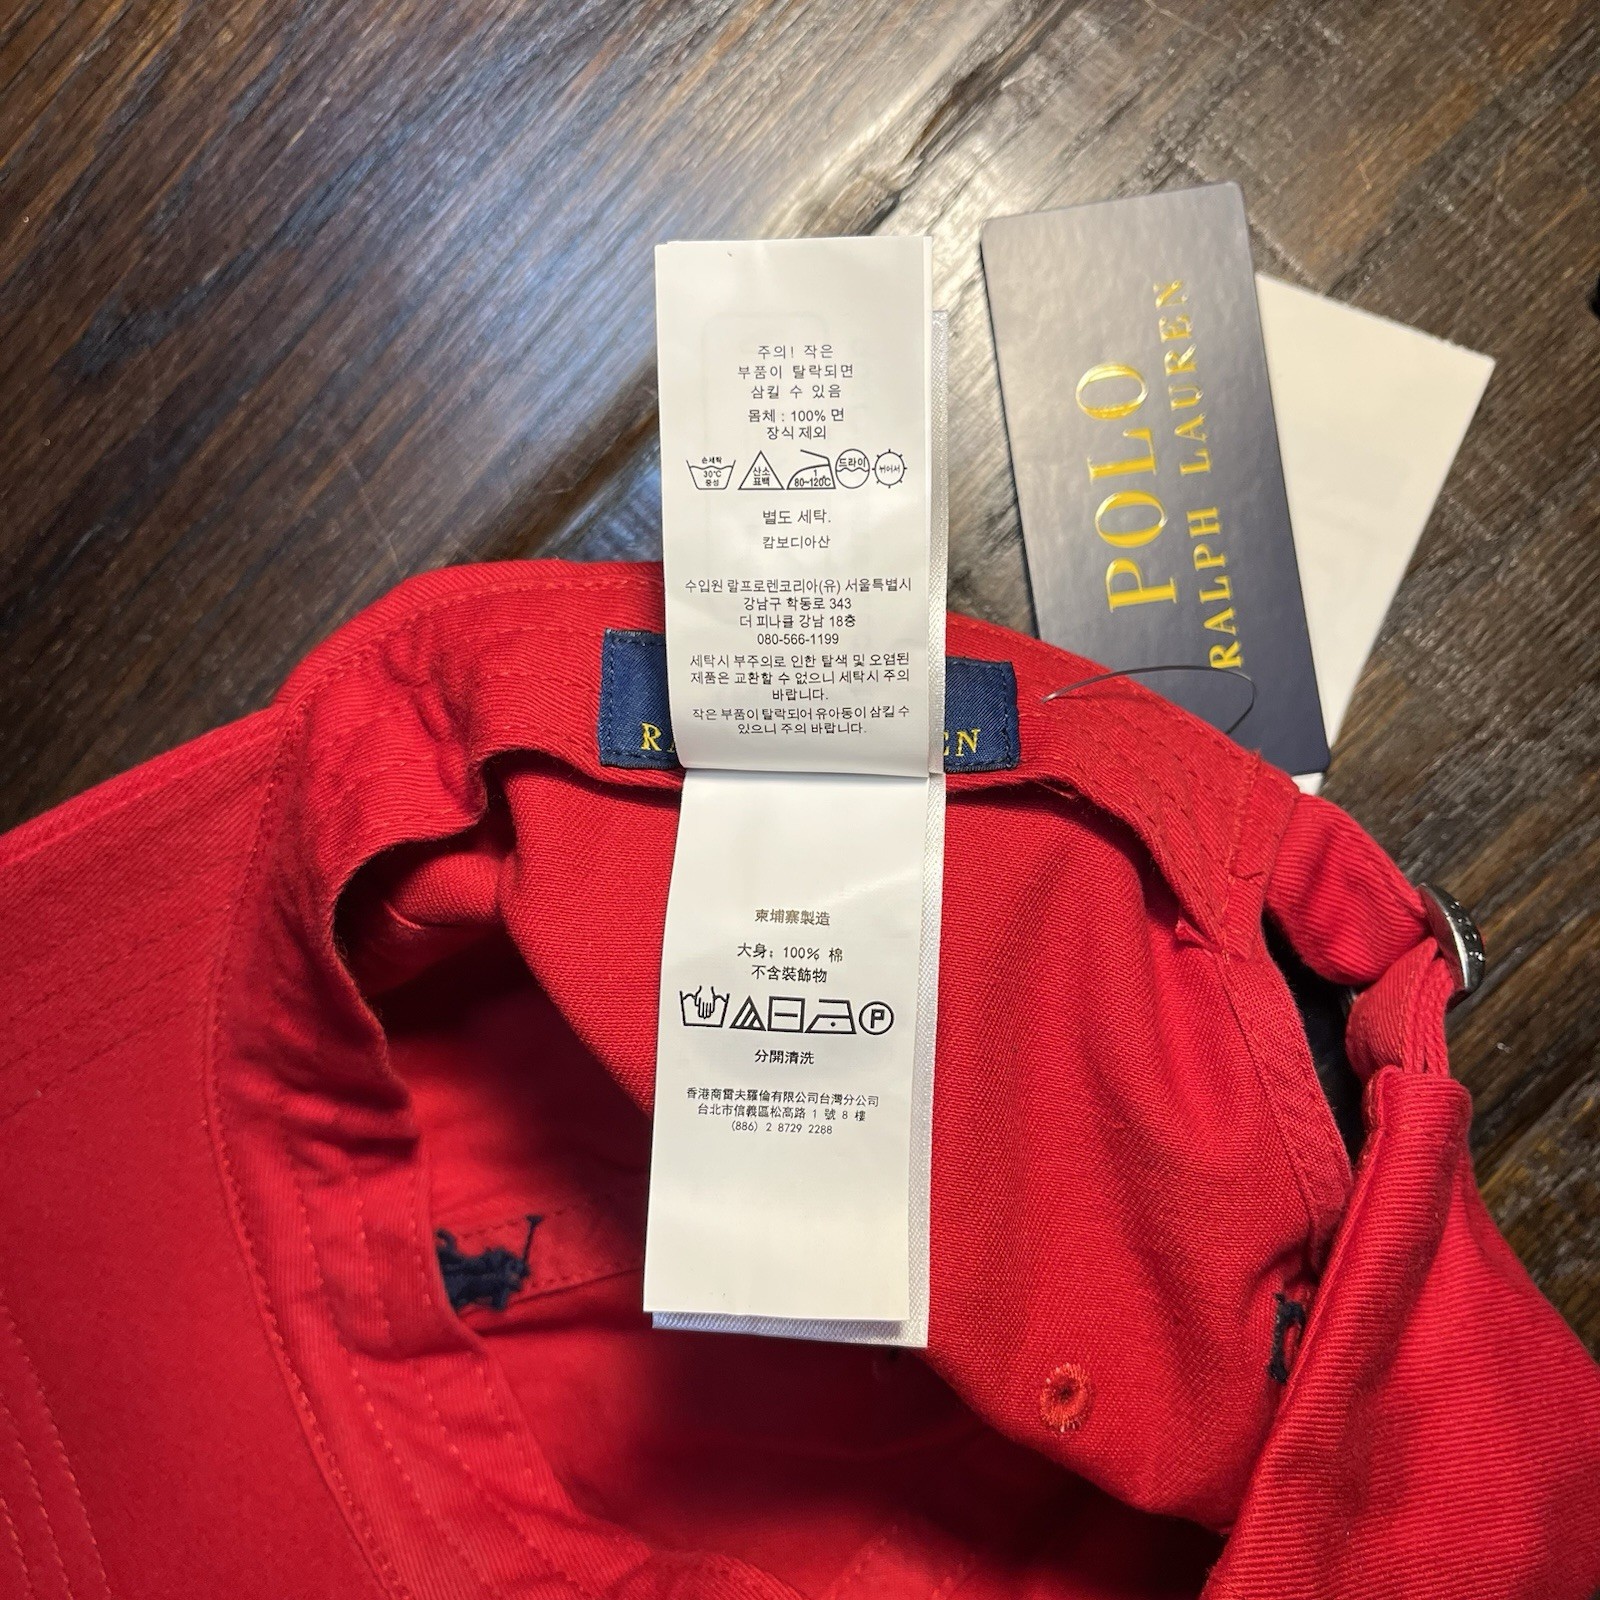 주의! 작은
부품이 탈락되면
삼킬 수 있음
몸체 : 100% 면
장식 제외
손세탁
30℃
중성
산소
표백
1
80~120℃
드라이
뉘어서
별도 세탁.
캄보디아산
수입원 랄프로렌코리아(유) 서울특별시
강남구 학동로 343
더 피나클 강남 18층
080-566-1199
세탁시 부주의로 인한 탈색 및 오염된
제품은 교환할 수 없으니 세탁시 주의
바랍니다.
작은 부품이 탈락되어 유아동이 삼킬 수
있으니 주의 바랍니다.
柬埔寨製造
大身: 100% 棉
不含裝飾物
P
分開清洗
香港商雷夫羅倫有限公司台灣分公司
台北市信義區松高路 1 號 8 樓
(886) 2 8729 2288
POLO
RALPH LAUREN